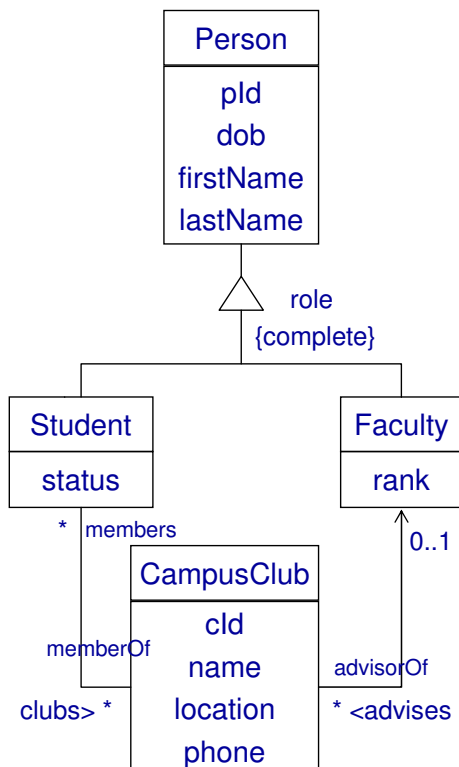 Person
pId
dob
firstName
lastName
role
{complete}
Student
status
Faculty
rank
* members
0..1
CampusClub
cId
name
location
phone
memberOf
clubs> *
advisorOf
* <advises